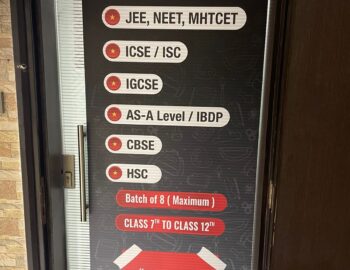 JEE, NEET, MHTCET
ICSE / ISC
IGCSE
AS-A Level / IBDP
CBSE
HSC
Batch of 8 ( Maximum )
CLASS 7TH TO CLASS 12TH